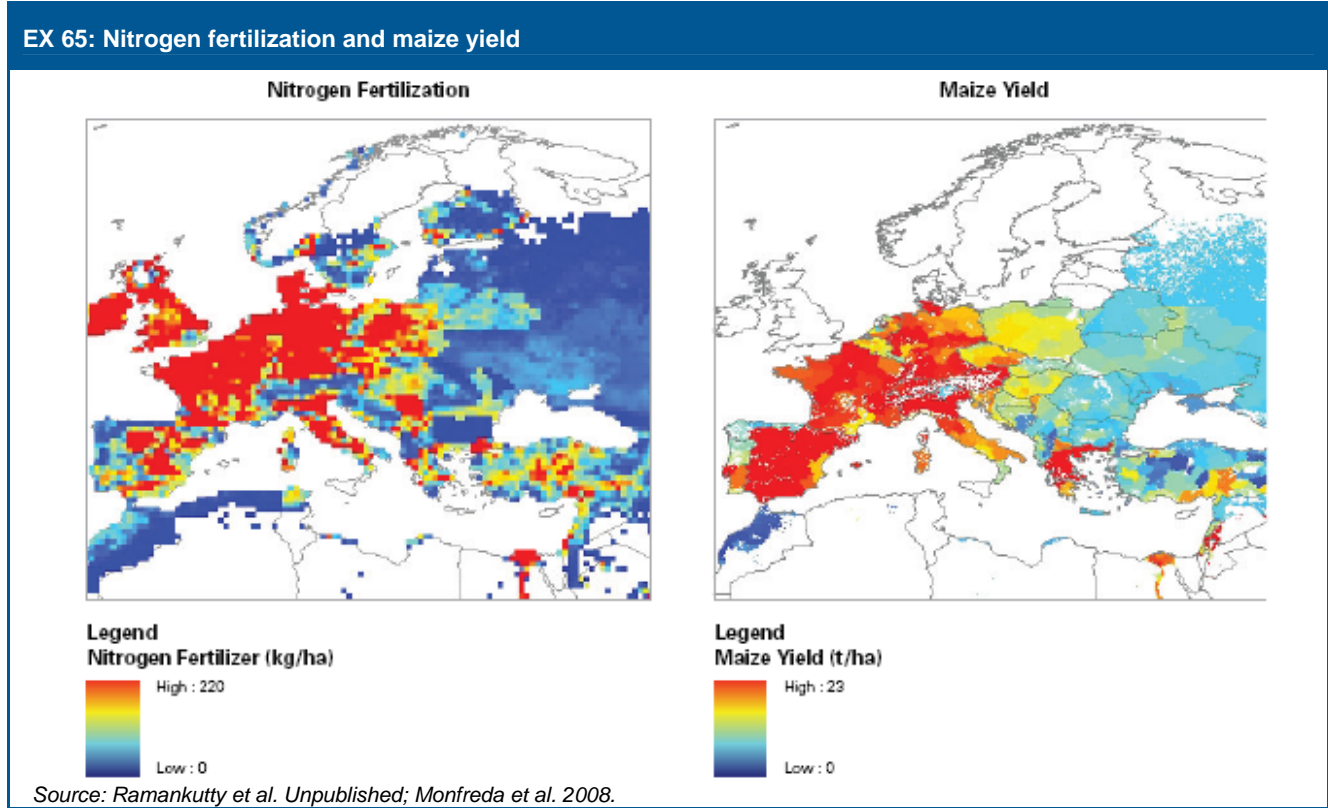 EX 65: Nitrogen fertilization and maize yield
Nitrogen Fertilization
Maize Yield
Legend
Nitrogen Fertilizer (kg/ha)
High : 220
Low : 0
Legend
Maize Yield (t/ha)
High : 23
Low : 0
Source: Ramankutty et al. Unpublished; Monfreda et al. 2008.